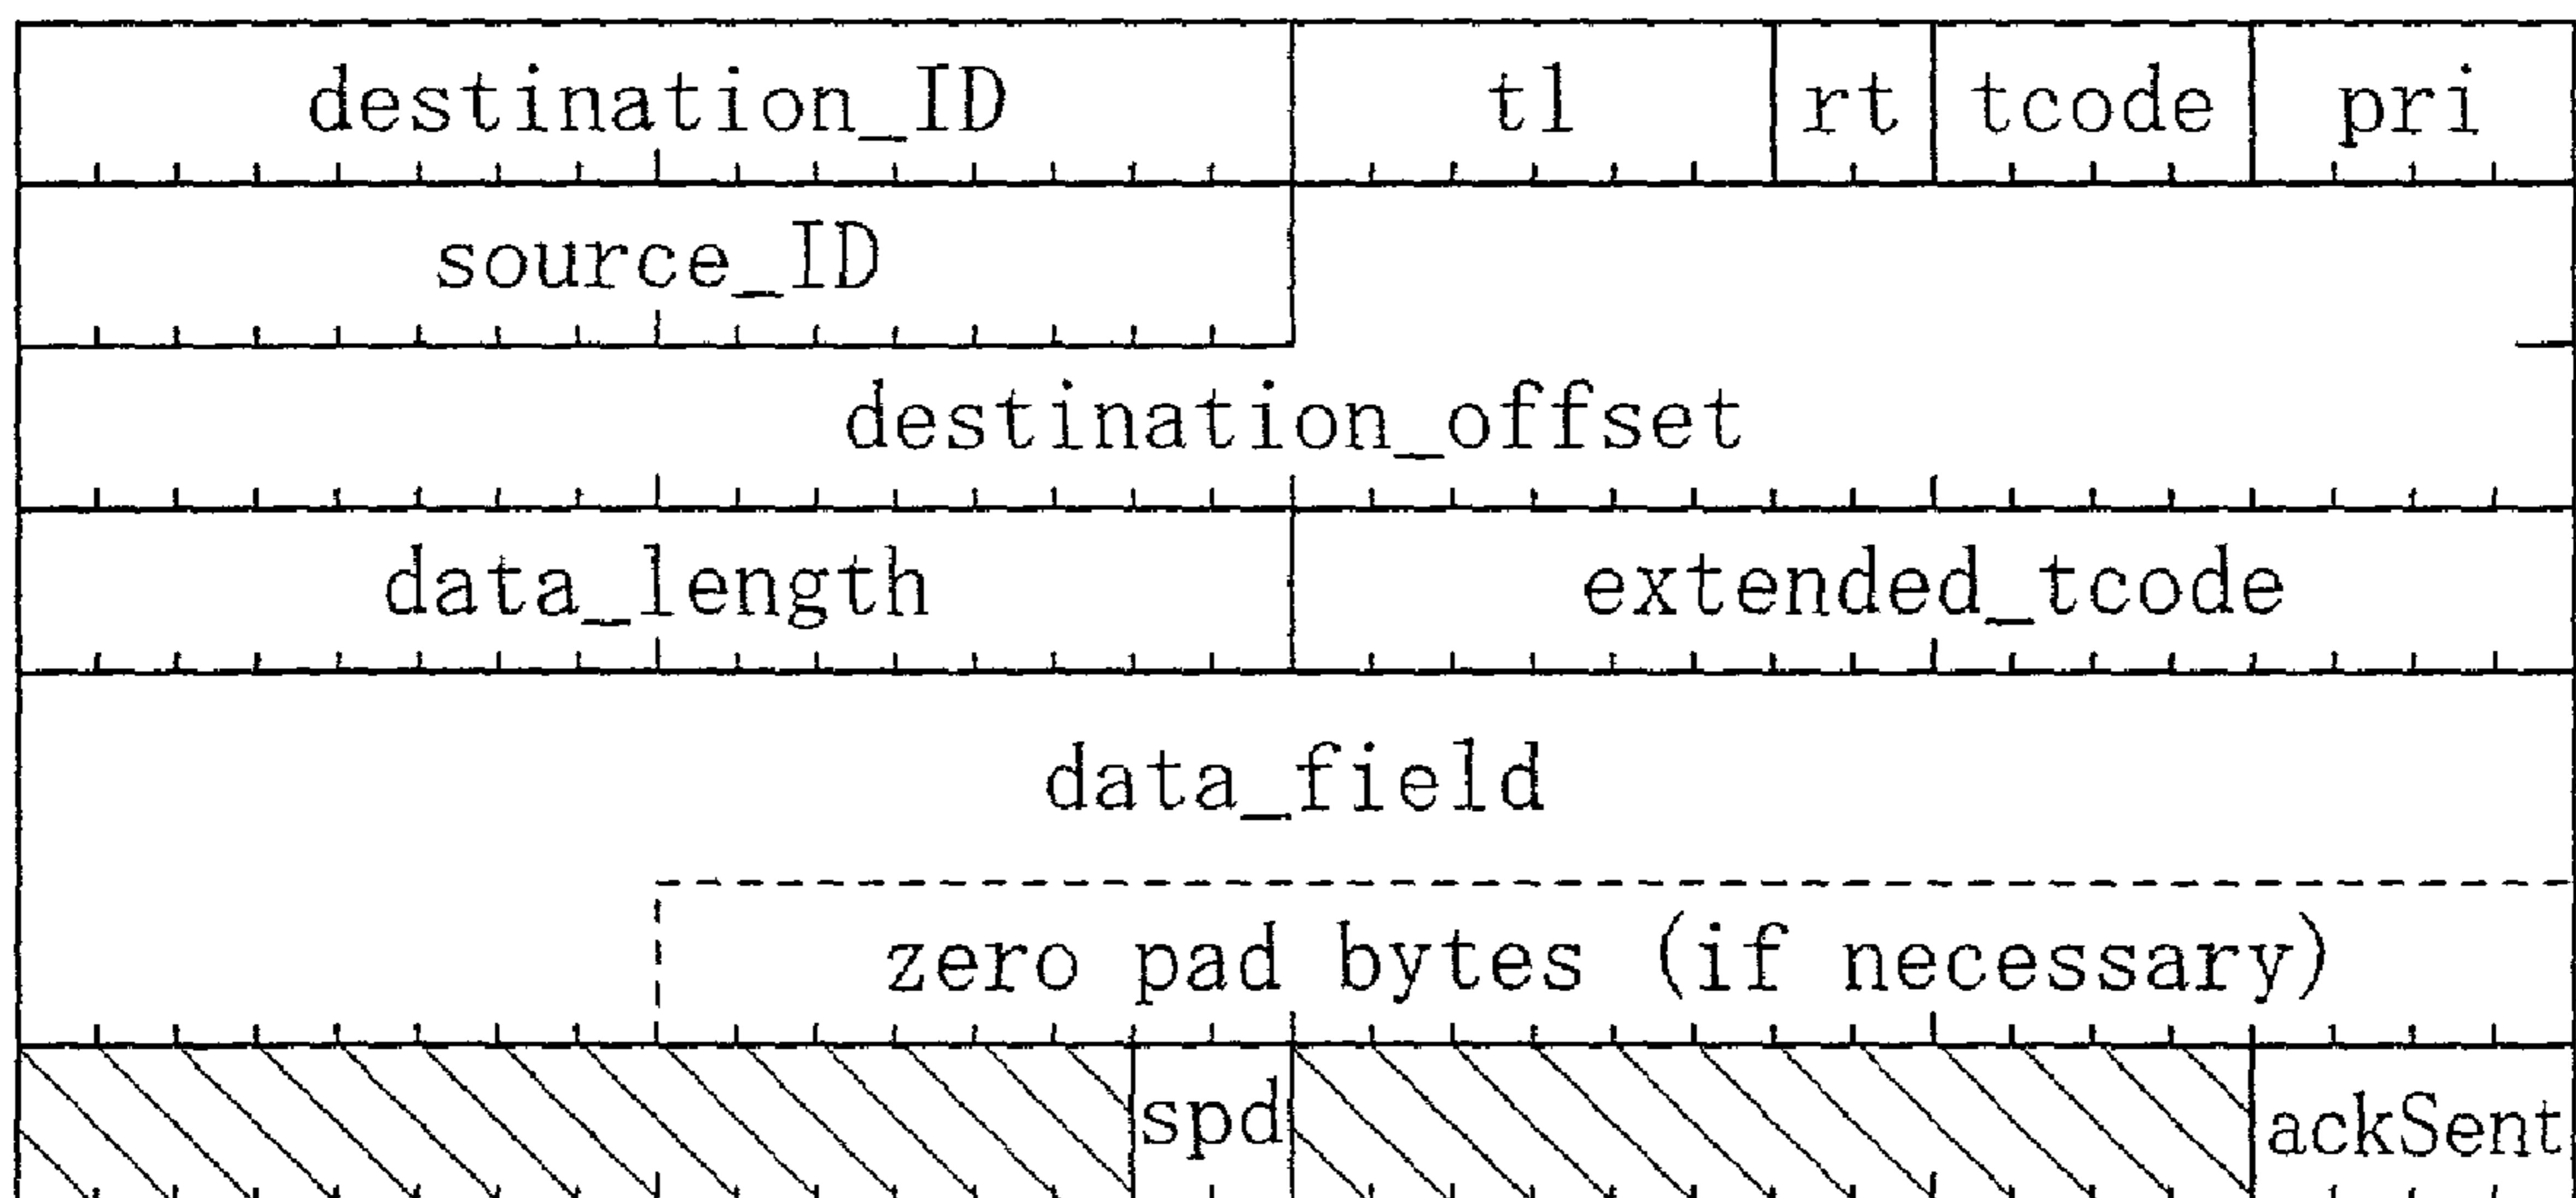 destination_ID tl rt tcode pri
source_ID
destination_offset
data_length extended_tcode
data_field
zero pad bytes (if necessary)
spd ackSent